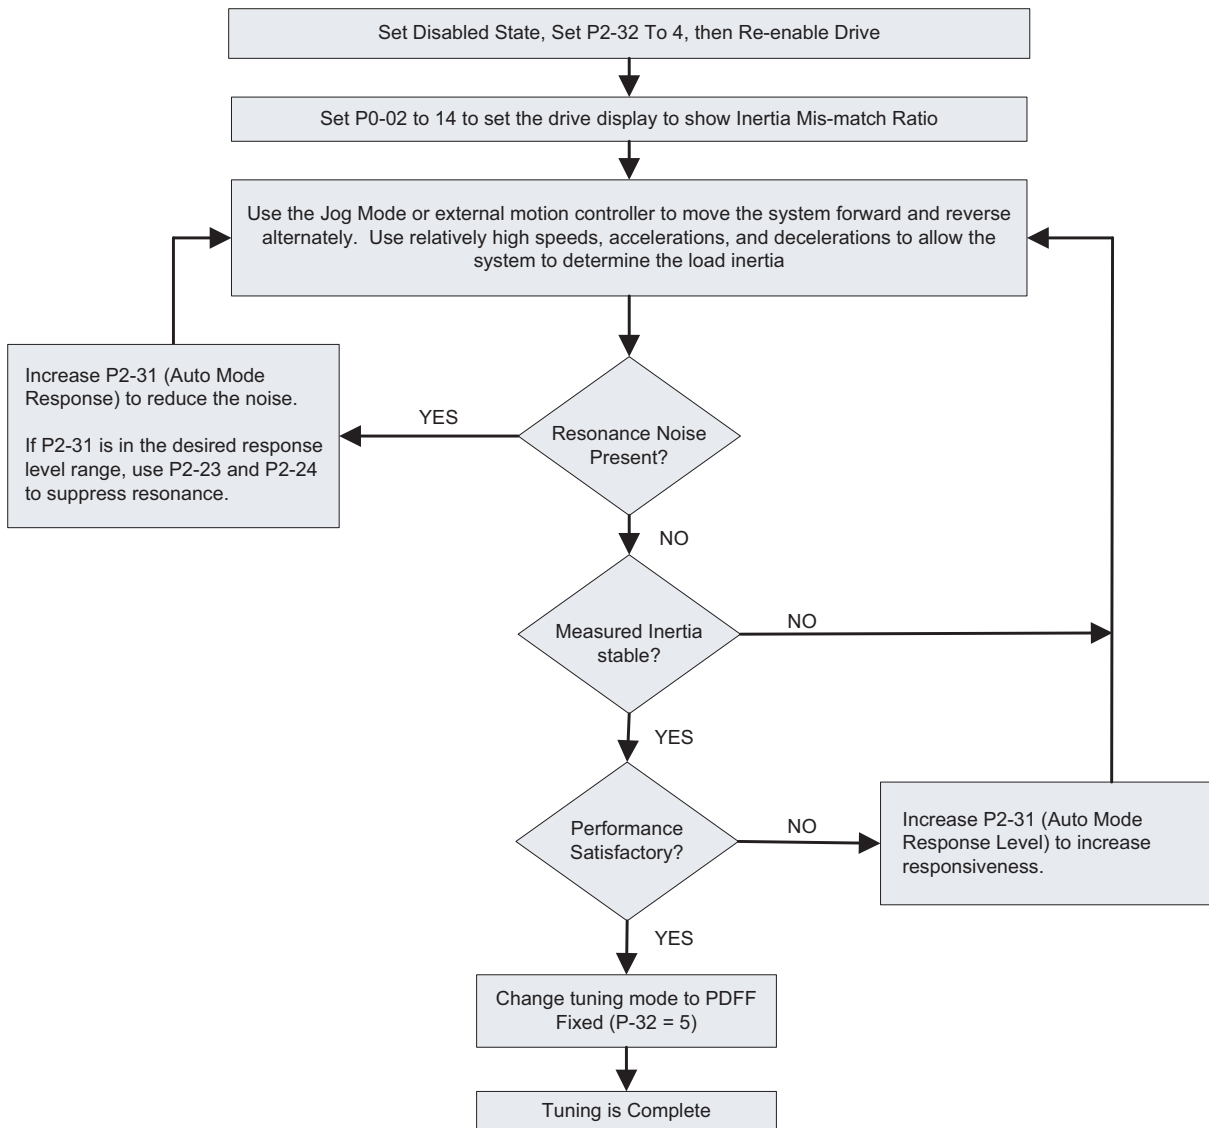 Set Disabled State, Set P2-32 To 4, then Re-enable Drive
Set P0-02 to 14 to set the drive display to show Inertia Mis-match Ratio
Use the Jog Mode or external motion controller to move the system forward and reverse
alternately. Use relatively high speeds, accelerations, and decelerations to allow the
system to determine the load inertia
Increase P2-31 (Auto Mode
Response) to reduce the noise.
If P2-31 is in the desired response
level range, use P2-23 and P2-24
to suppress resonance.
YES
Resonance Noise
Present?
NO
Measured Inertia
stable?
NO
YES
Performance
Satisfactory?
NO
Increase P2-31 (Auto Mode
Response Level) to increase
responsiveness.
YES
Change tuning mode to PDFF
Fixed (P-32 = 5)
Tuning is Complete